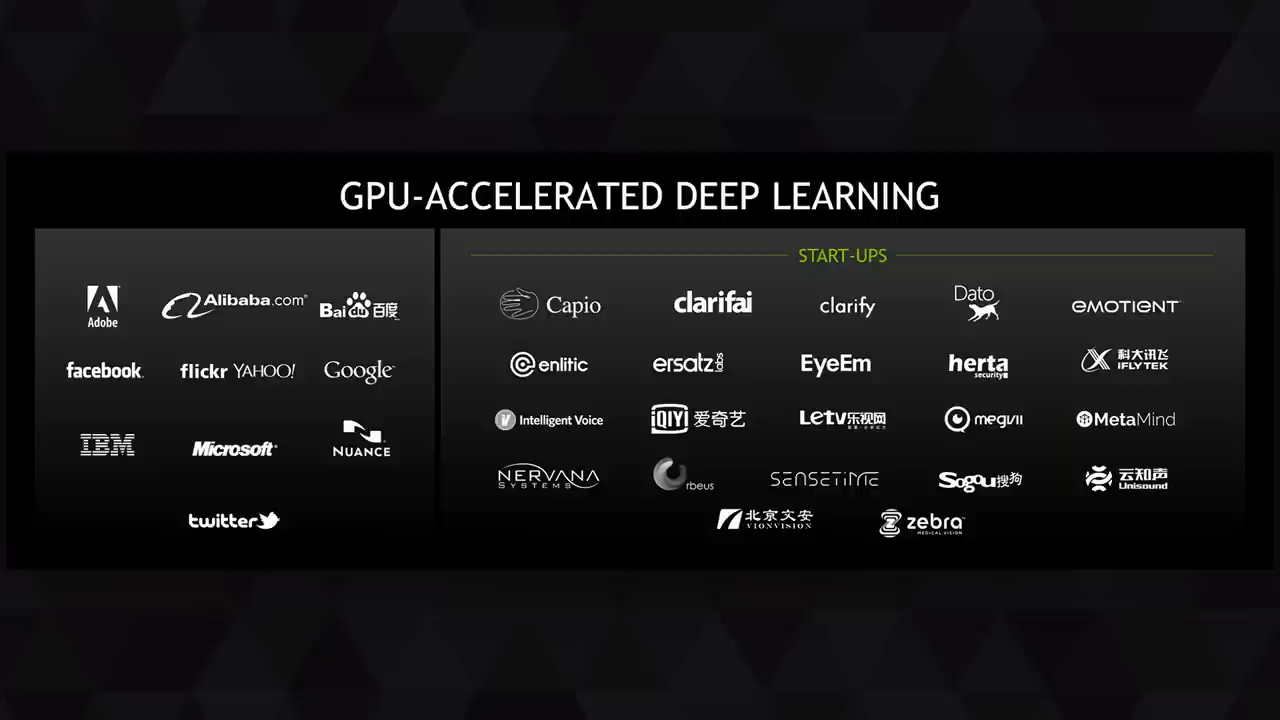 GPU-ACCELERATED DEEP LEARNING
Adobe
Alibaba.com
Bai du 百度
facebook
flickr YAHOO!
Google
IBM
Microsoft
NUANCE
twitter
START-UPS
Capio
clarifai
clarify
Dato
eMOTIENT
enlitic
ersatz labs
EyeEm
herta
security
科大讯飞
iFLYTEK
Intelligent Voice
iQIYI 爱奇艺
Letv乐视网
megvii
MetaMind
NERVANA
SYSTEMS
rbeus
SENSETIME
Sogou搜狗
云知声
Unisound
北京文安
VIONVISION
zebra
MEDICAL VISION